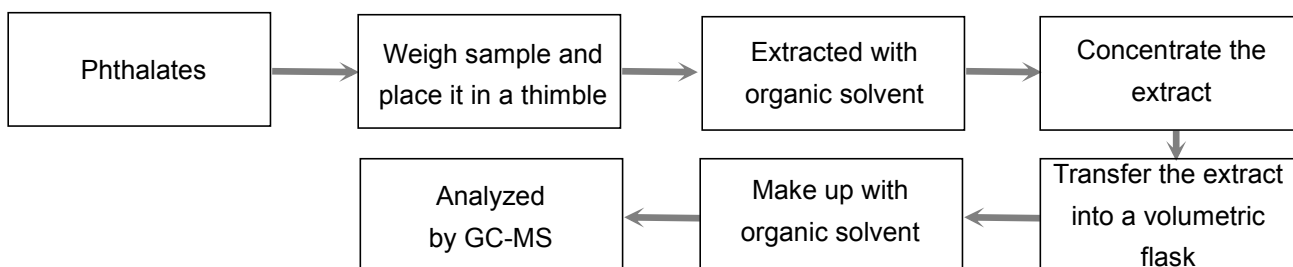 Phthalates
Weigh sample and
place it in a thimble
Extracted with
organic solvent
Concentrate the
extract
Transfer the extract
into a volumetric
flask
Make up with
organic solvent
Analyzed
by GC-MS